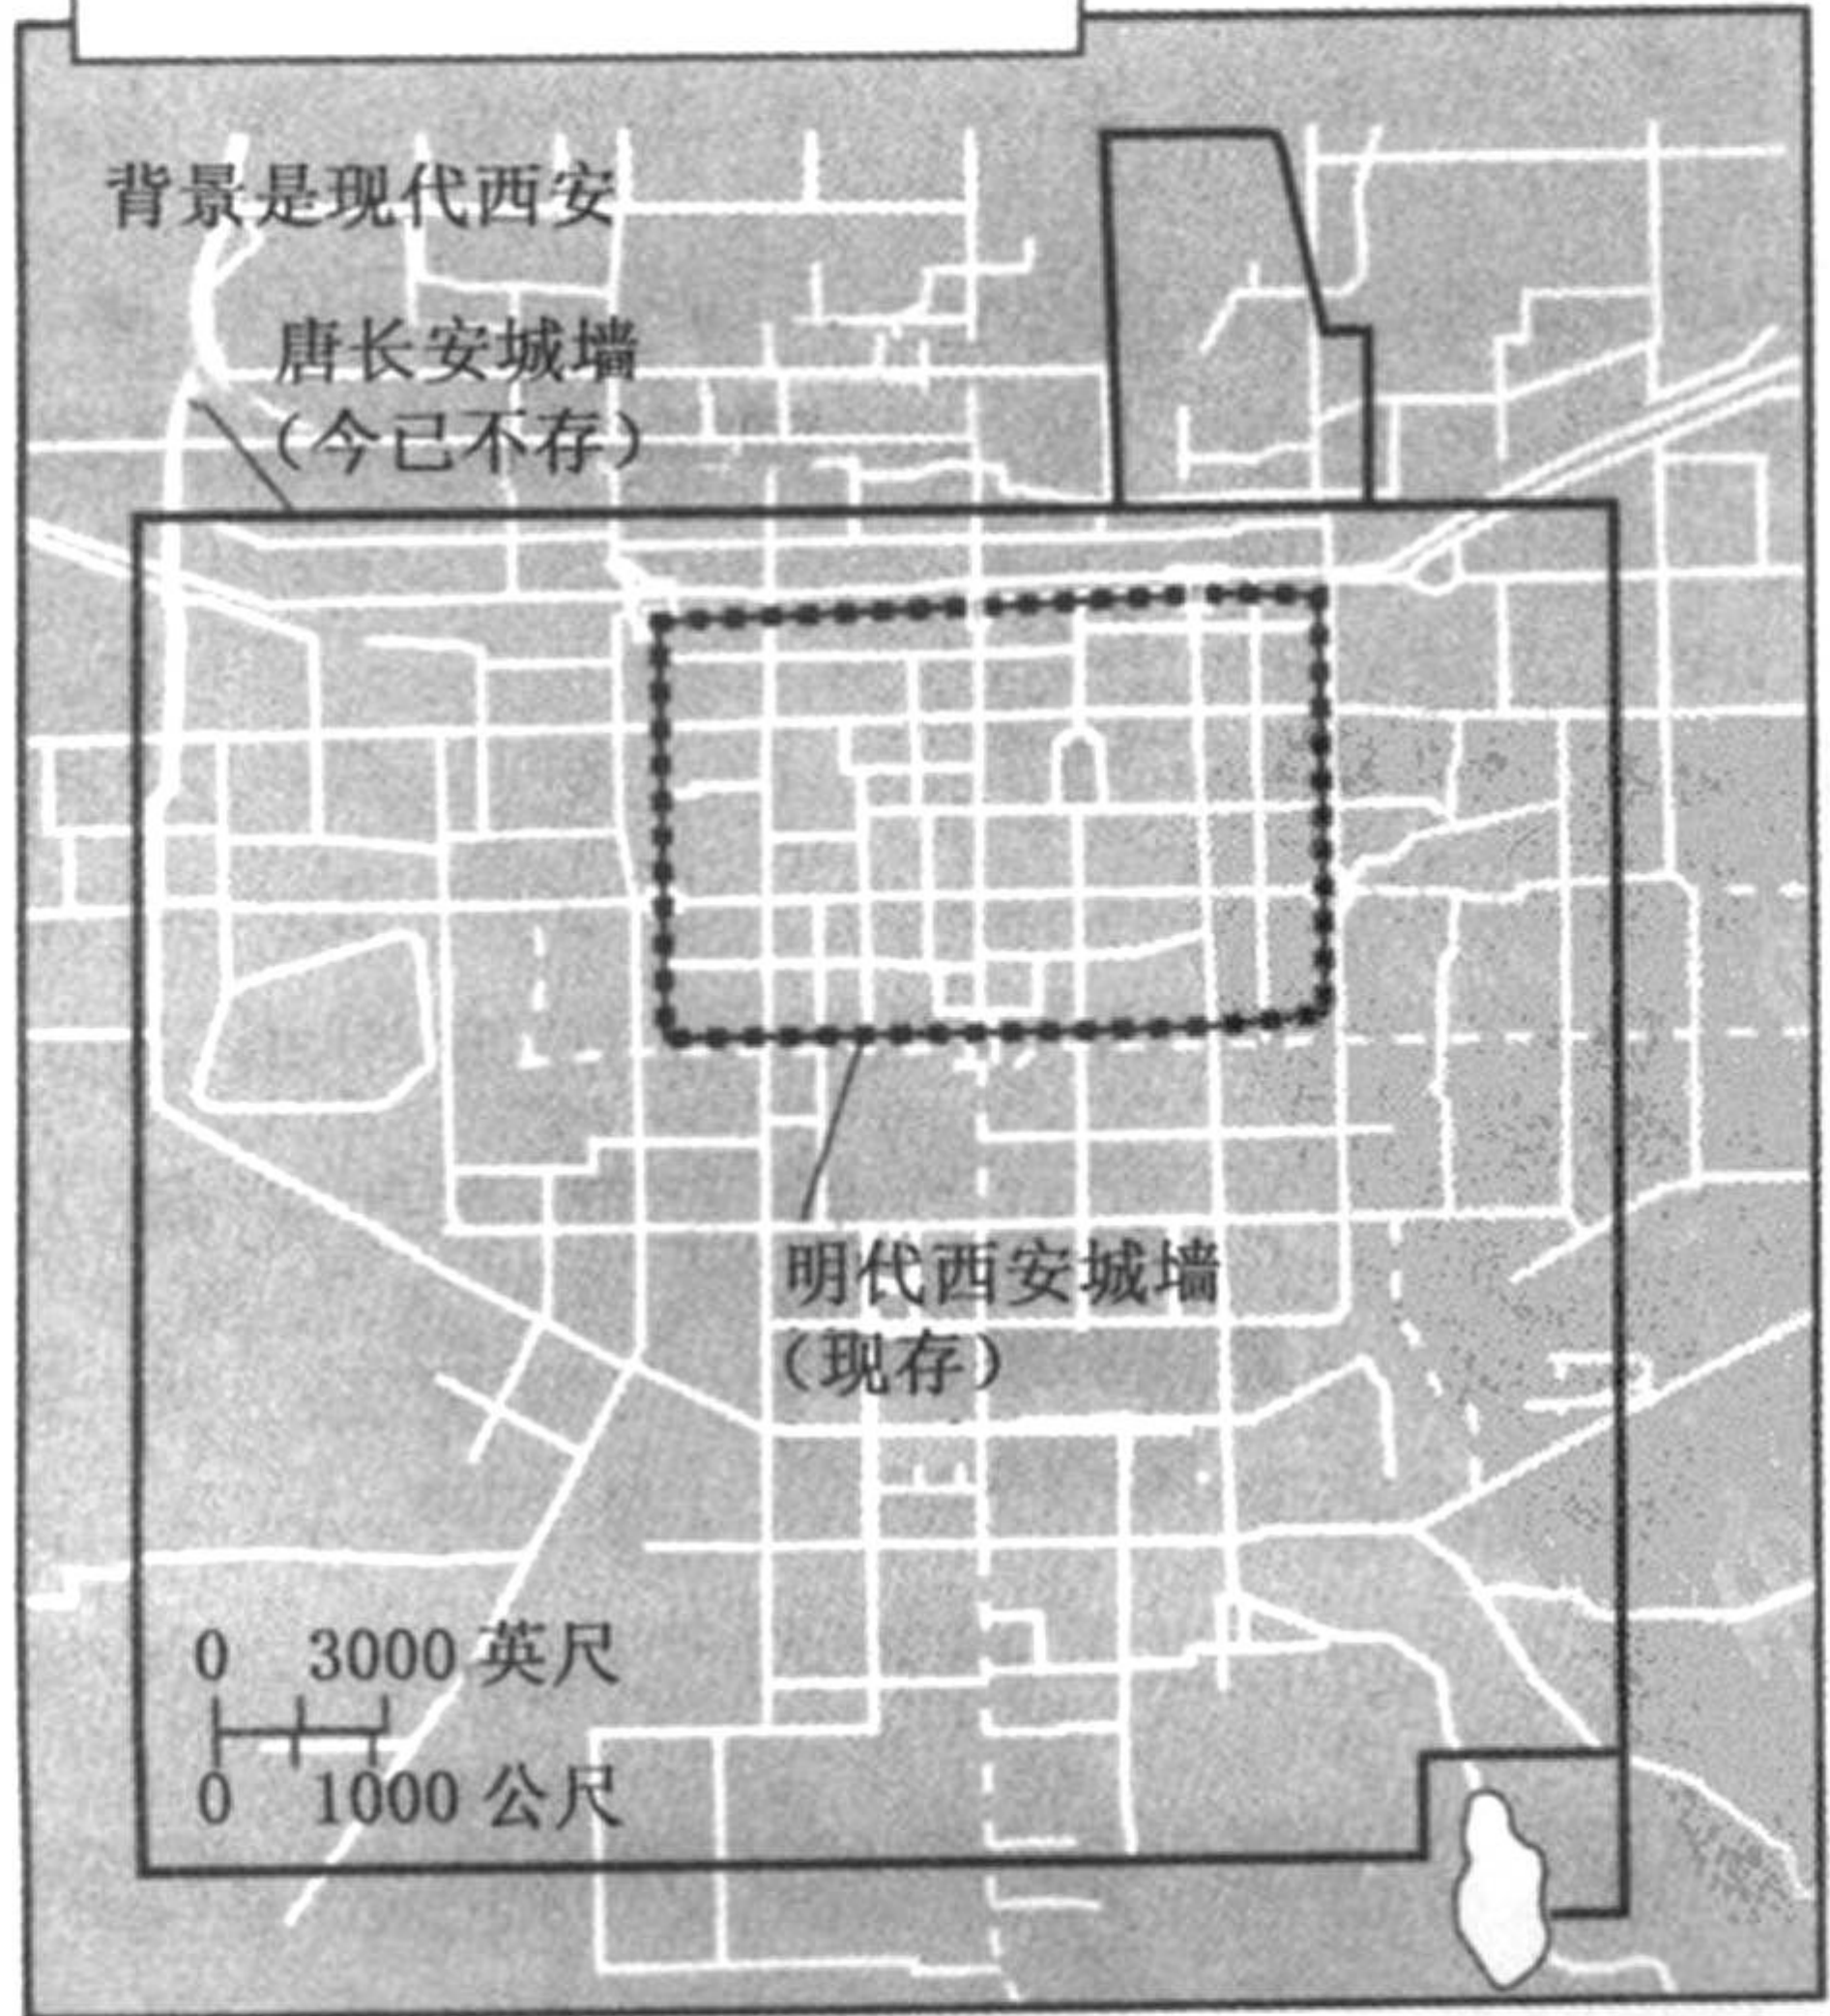 背景是现代西安
唐长安城墙
（今已不存）
明代西安城墙
（现存）
0 3000 英尺
0 1000 公尺